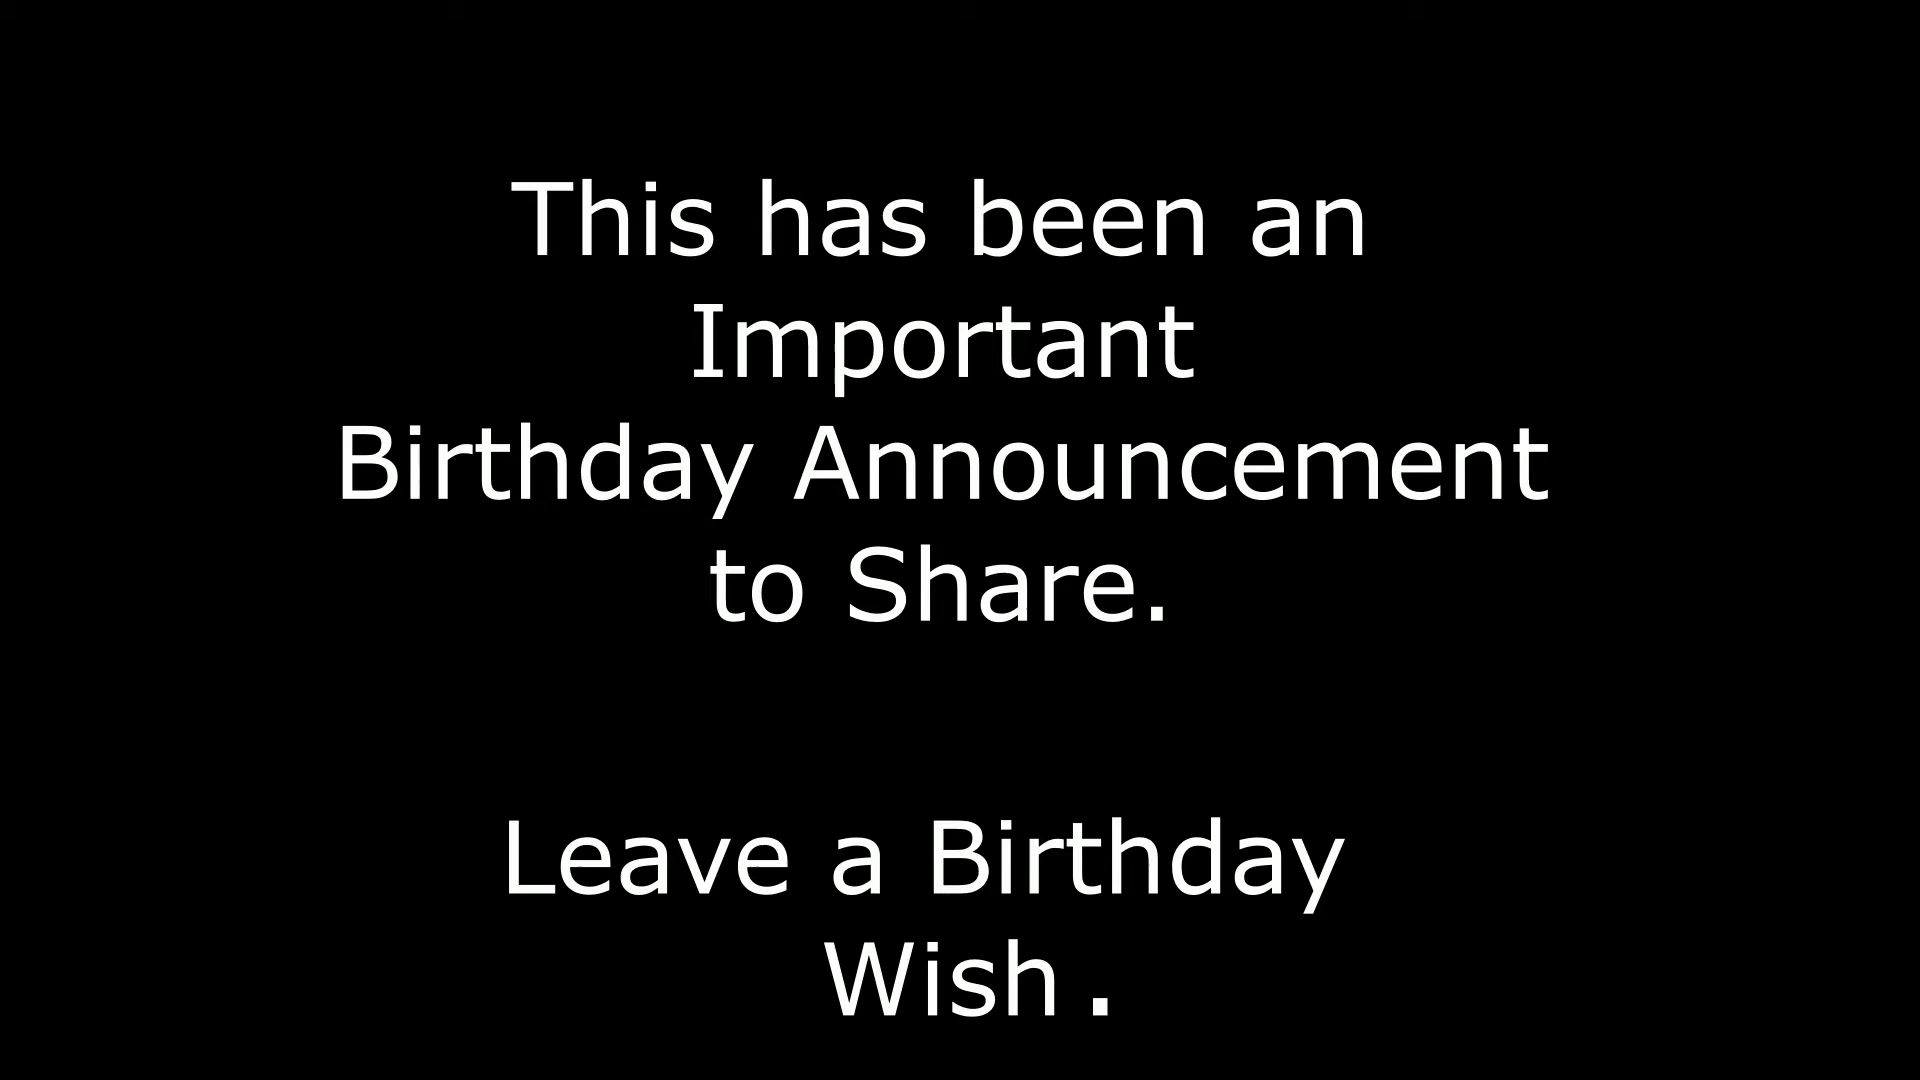 This has been an
Important
Birthday Announcement
to Share.
Leave a Birthday
Wish .